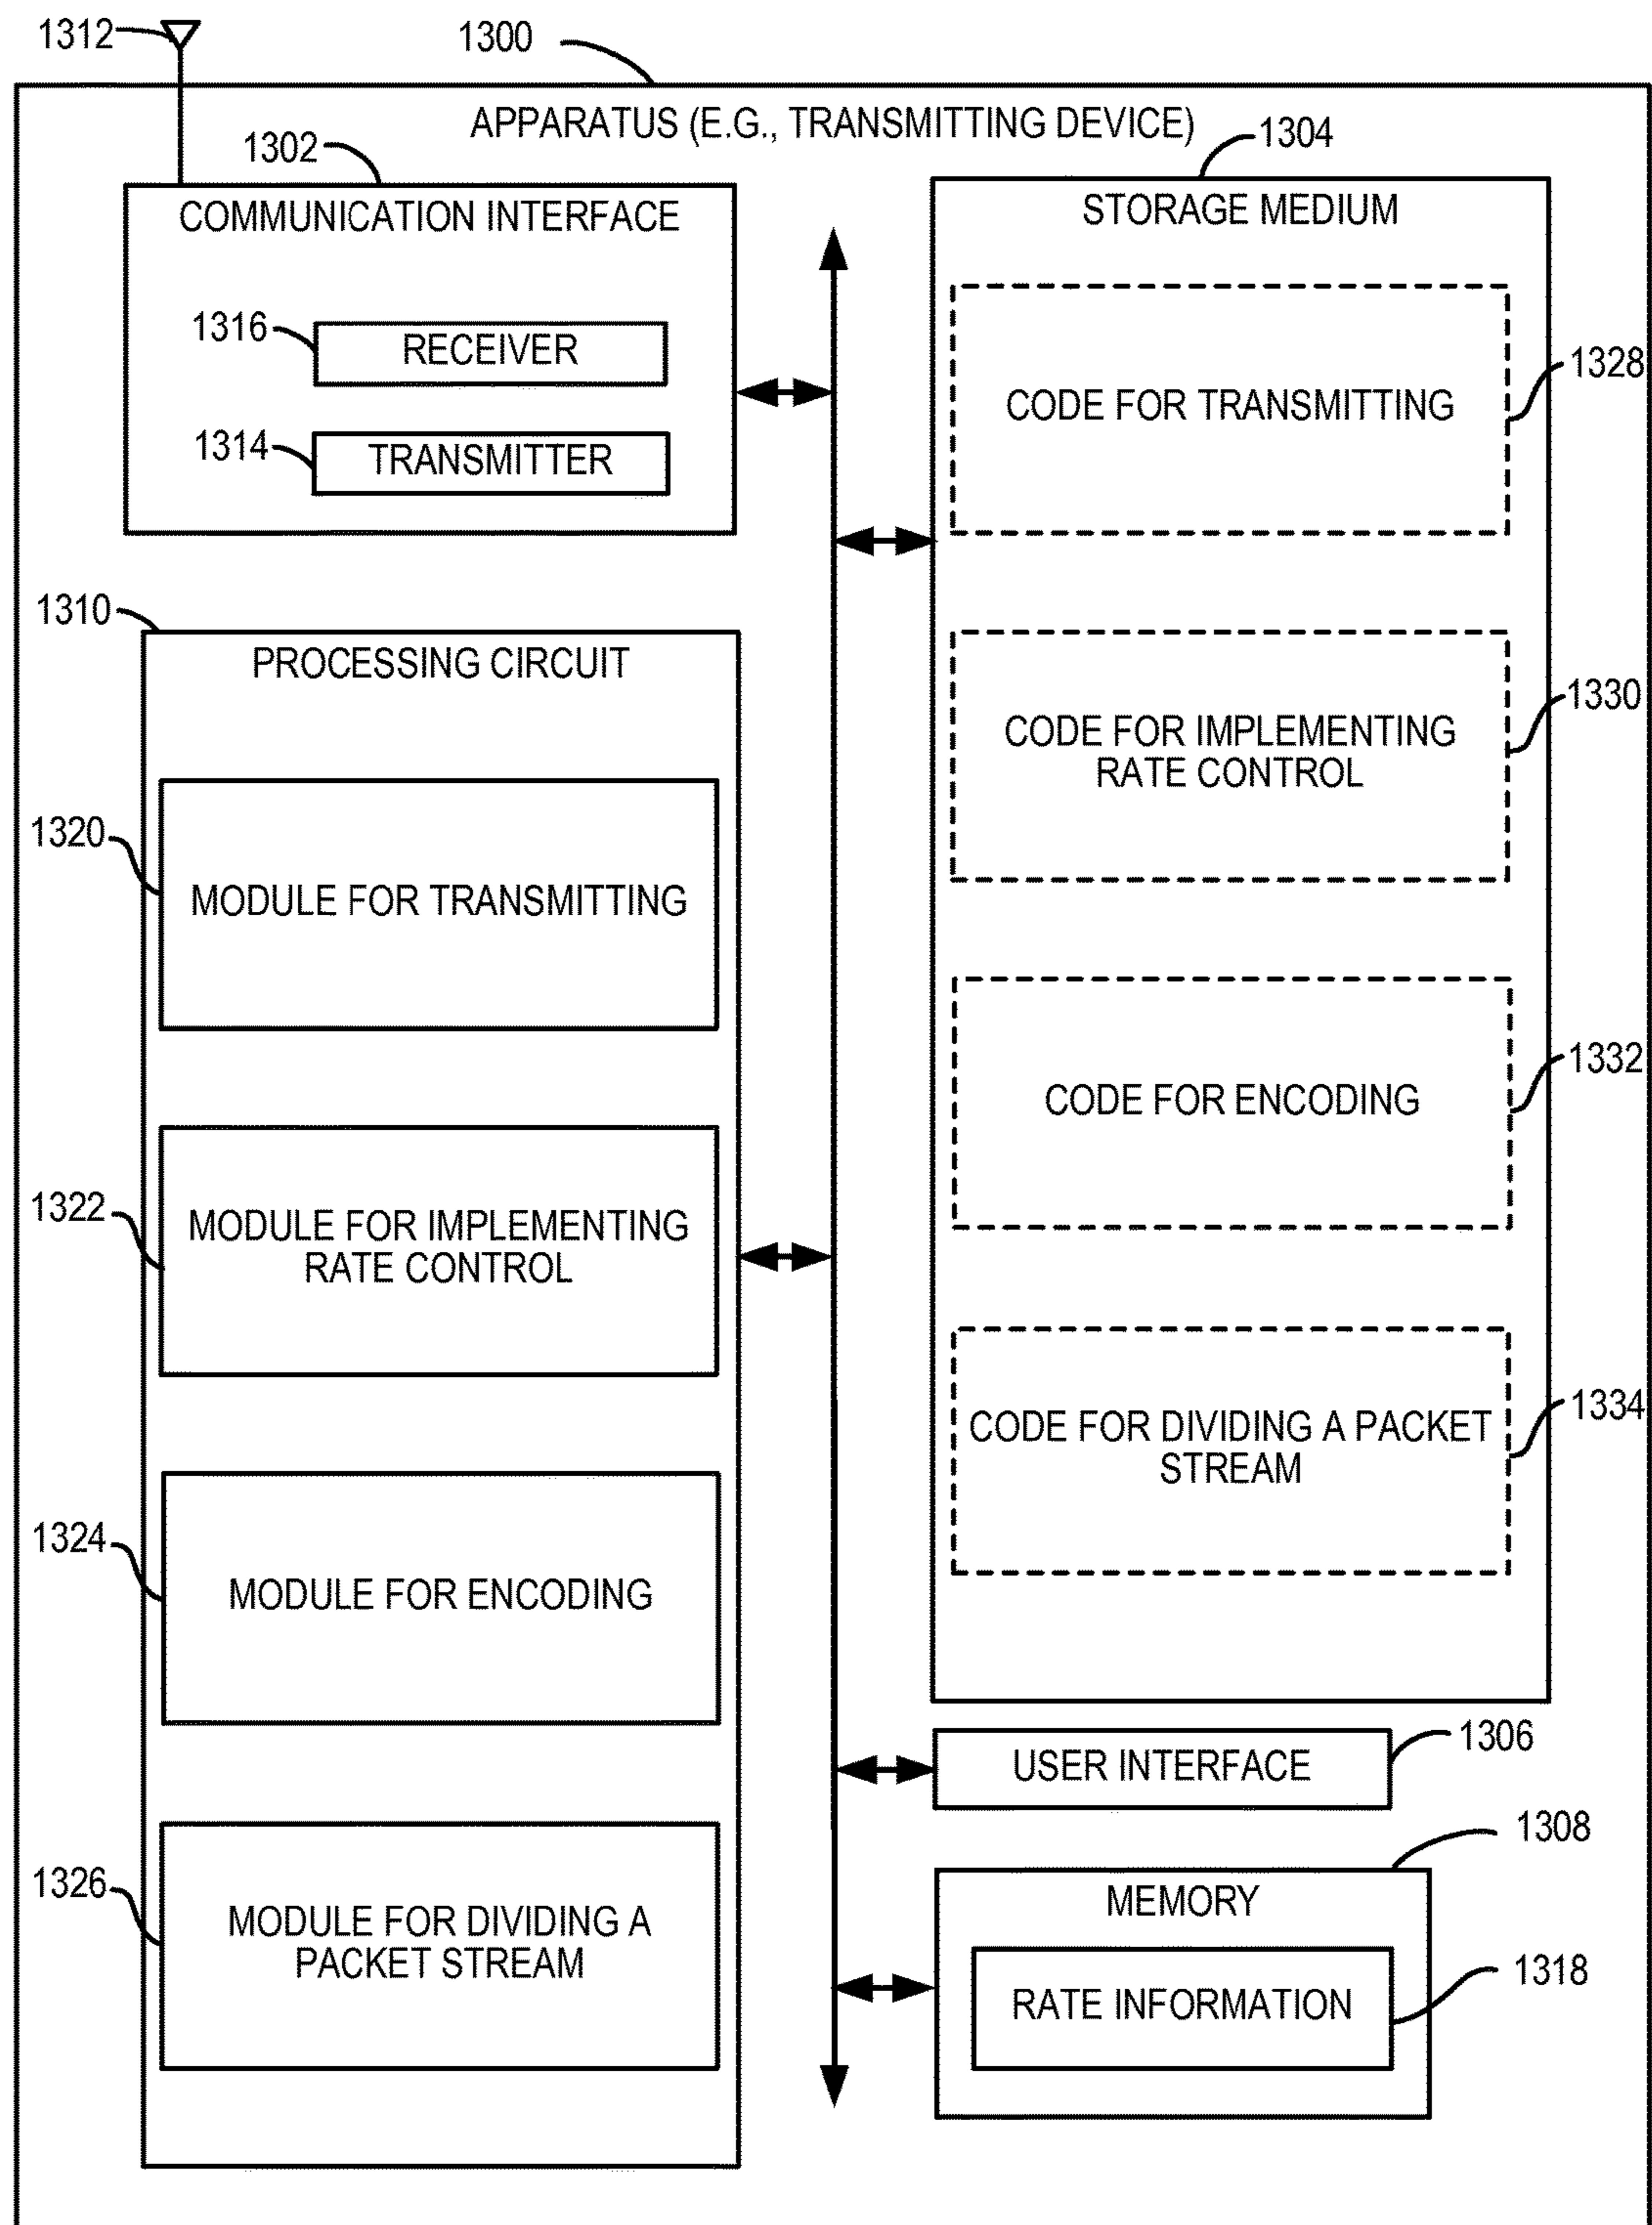 1312
1300
APPARATUS (E.G., TRANSMITTING DEVICE)
1302
COMMUNICATION INTERFACE
1316
RECEIVER
1314
TRANSMITTER
1304
STORAGE MEDIUM
CODE FOR TRANSMITTING
1328
CODE FOR IMPLEMENTING
RATE CONTROL
1330
CODE FOR ENCODING
1332
CODE FOR DIVIDING A PACKET
STREAM
1334
1310
PROCESSING CIRCUIT
1320
MODULE FOR TRANSMITTING
1322
MODULE FOR IMPLEMENTING
RATE CONTROL
1324
MODULE FOR ENCODING
1326
MODULE FOR DIVIDING A
PACKET STREAM
USER INTERFACE
1306
1308
MEMORY
RATE INFORMATION
1318